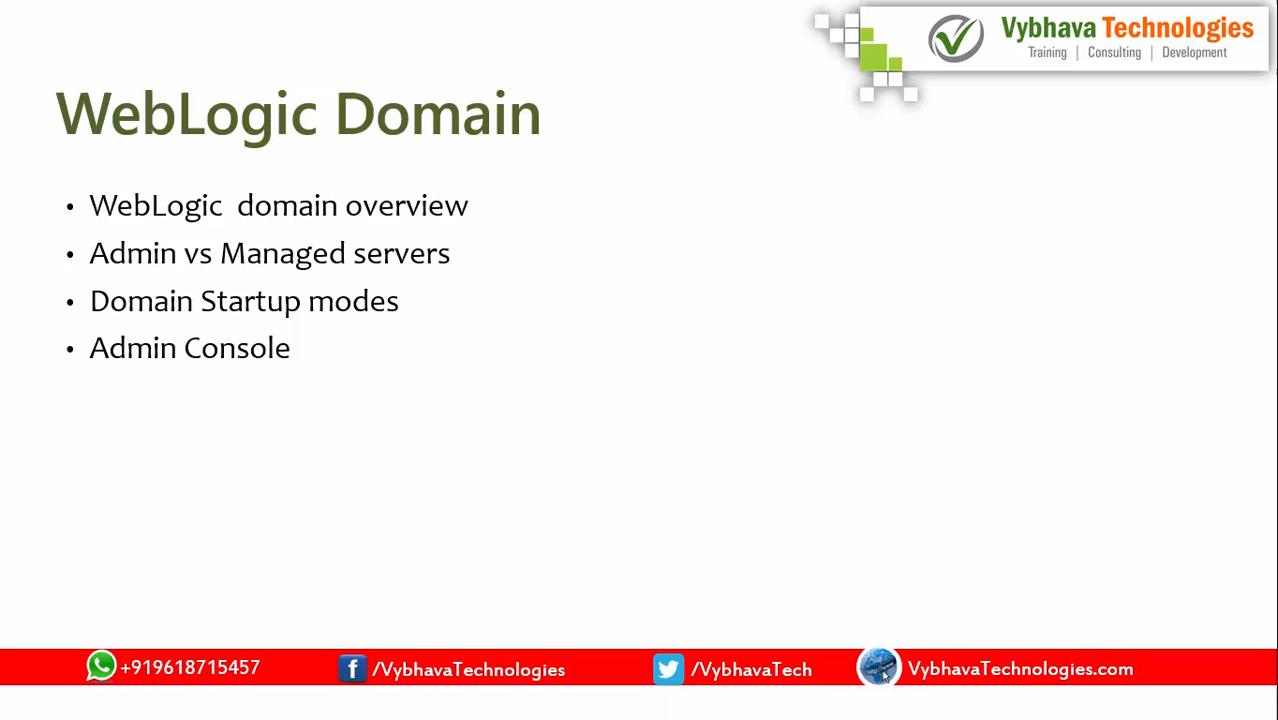 Vybhava Technologies
Training | Consulting | Development
WebLogic Domain
• WebLogic domain overview
• Admin vs Managed servers
• Domain Startup modes
• Admin Console
+919618715457 f /VybhavaTechnologies /VybhavaTech VybhavaTechnologies.com